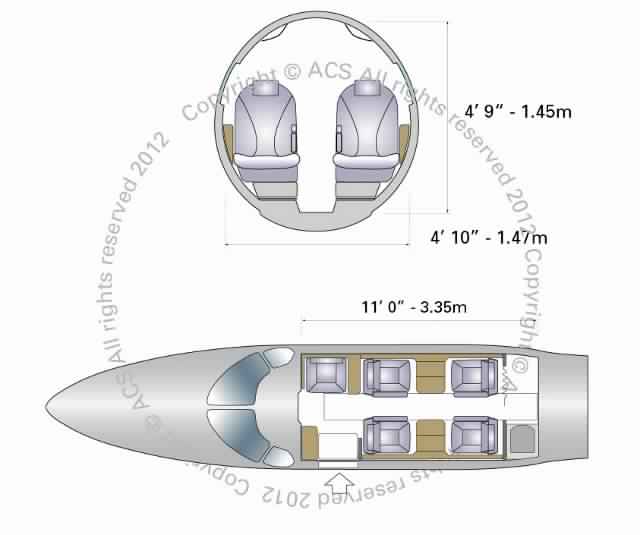 4' 9" - 1.45m
4' 10" - 1.47m
11' 0" - 3.35m
Copyright © ACS All rights reserved 2012 Copyright © ACS All rights reserved 2012 Copyright © ACS All rights reserved 2012